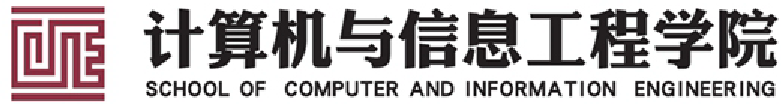 计算机与信息工程学院
SCHOOL OF COMPUTER AND INFORMATION ENGINEERING